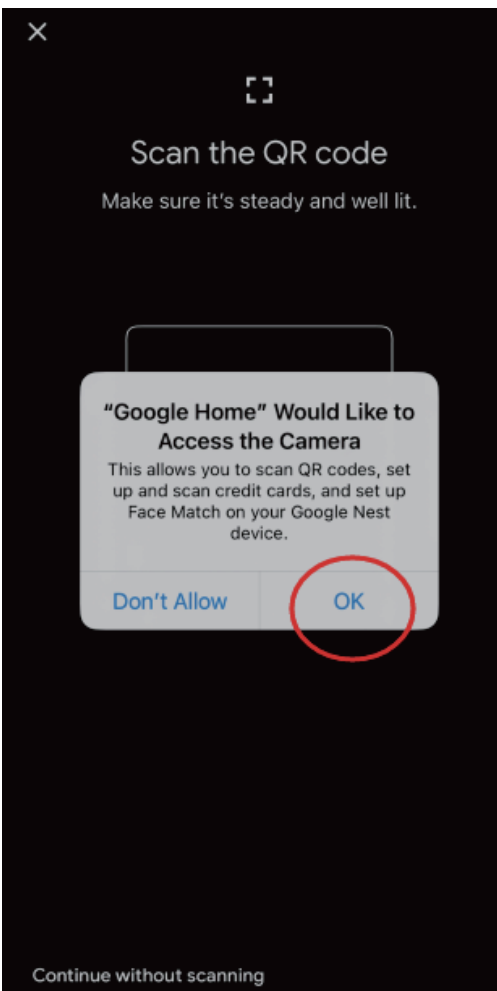 Scan the QR code
Make sure it's steady and well lit.
"Google Home" Would Like to
Access the Camera
This allows you to scan QR codes, set
up and scan credit cards, and set up
Face Match on your Google Nest
device.
Don't Allow
OK
Continue without scanning